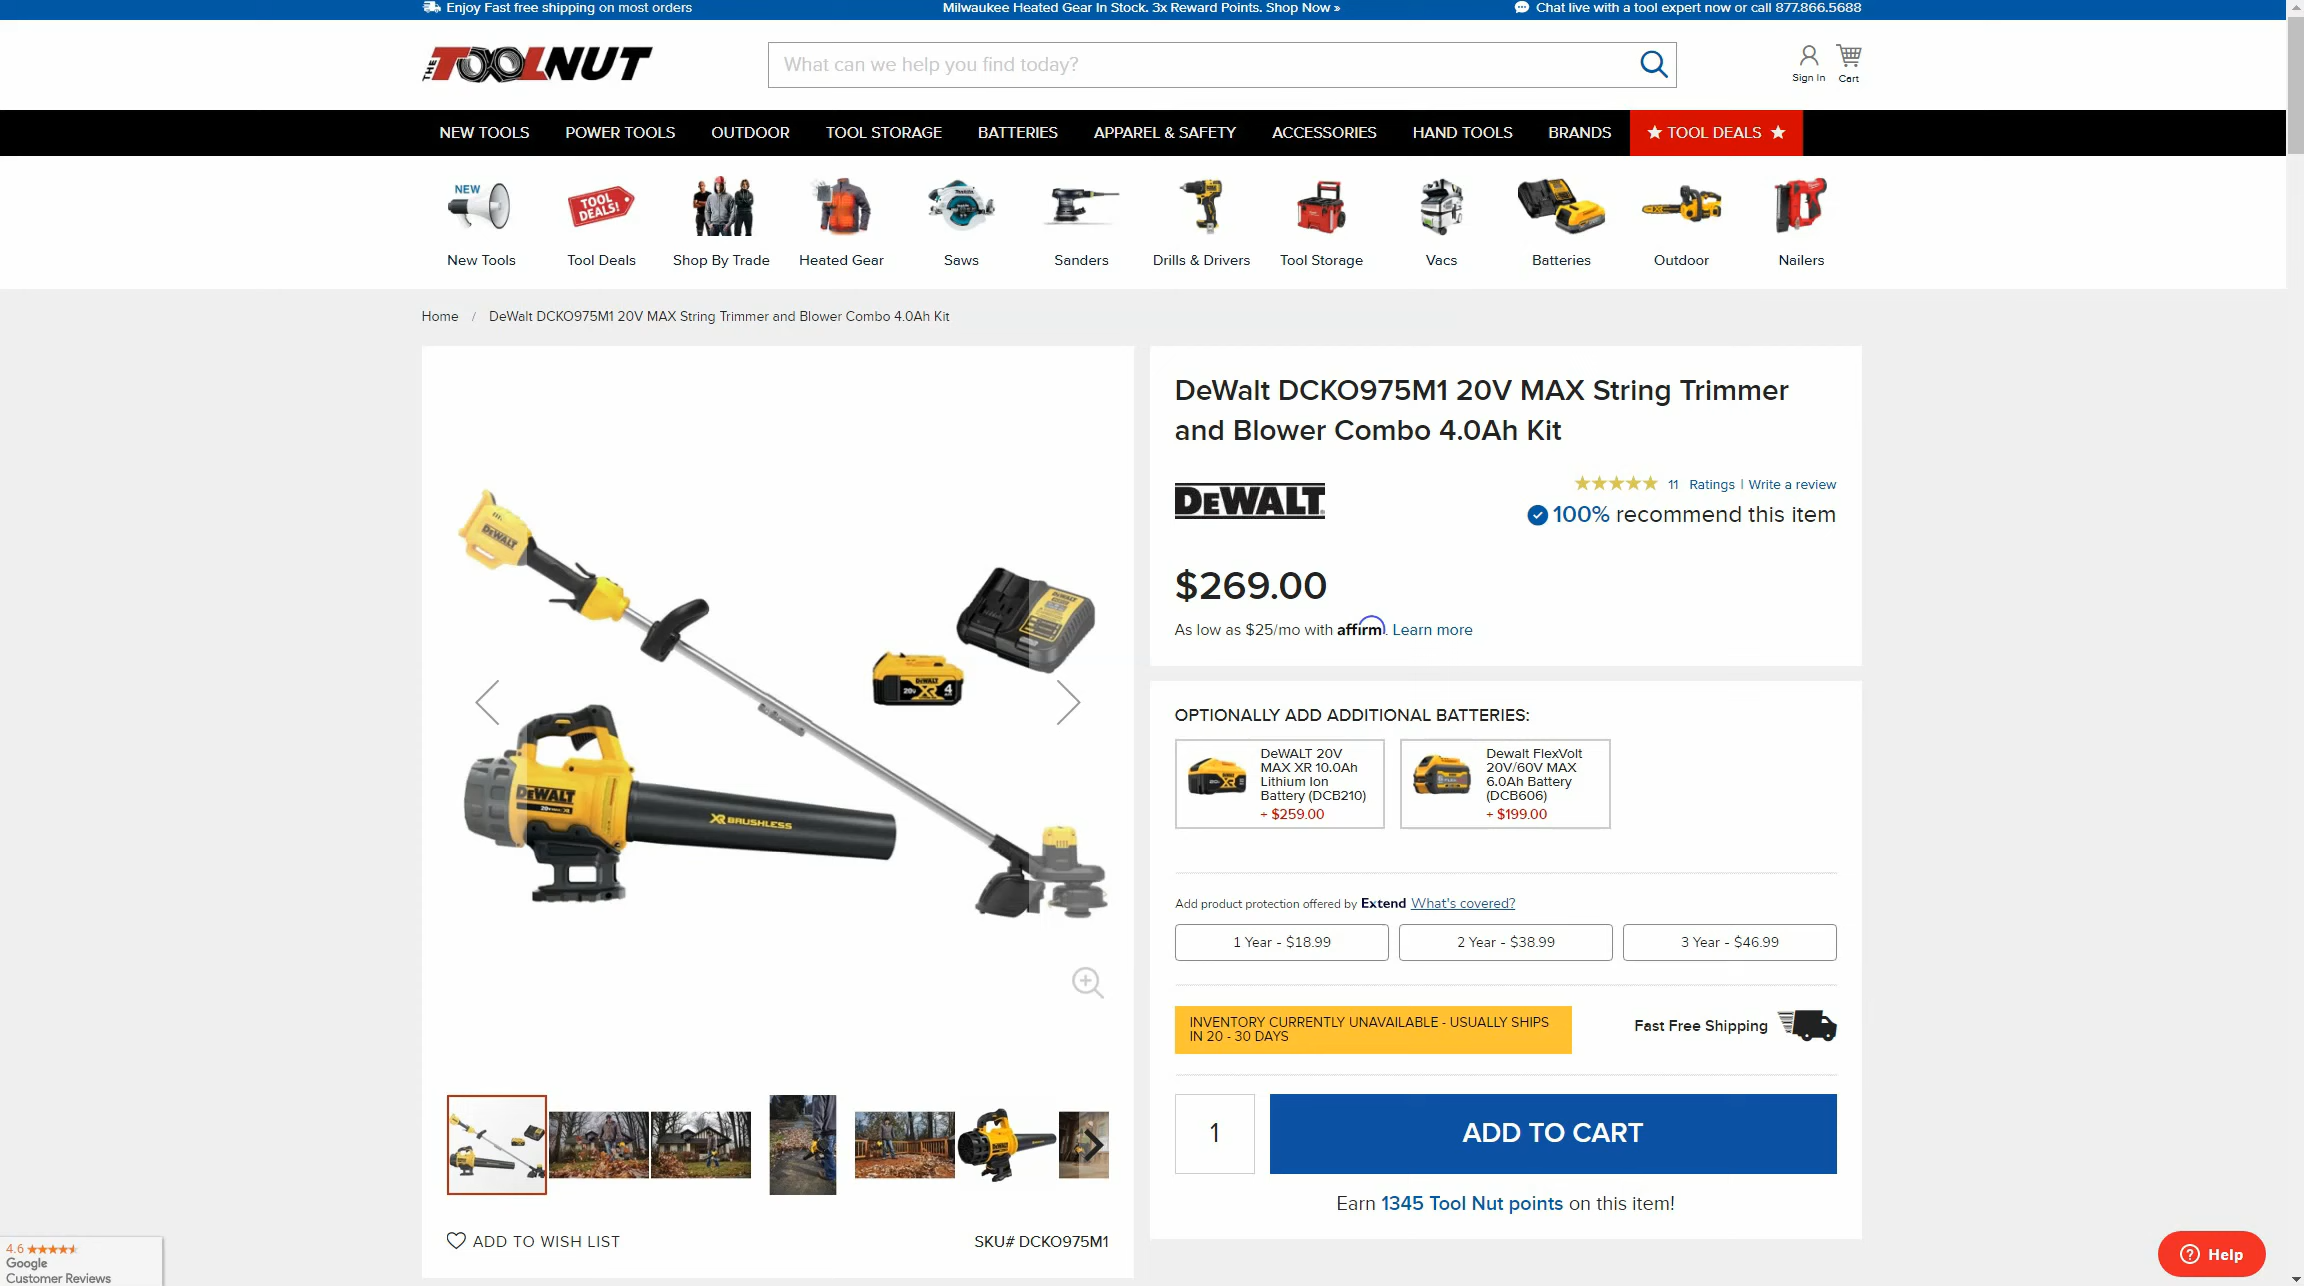 Enjoy Fast free shipping on most orders
Milwaukee Heated Gear In Stock. 3x Reward Points. Shop Now »
Chat live with a tool expert now or call 877.866.5688
THE TOOLNUT
What can we help you find today?
Sign In
Cart
NEW TOOLS
POWER TOOLS
OUTDOOR
TOOL STORAGE
BATTERIES
APPAREL & SAFETY
ACCESSORIES
HAND TOOLS
BRANDS
★ TOOL DEALS ★
NEW
TOOL
DEALS!
New Tools
Tool Deals
Shop By Trade
Heated Gear
Saws
Sanders
Drills & Drivers
Tool Storage
Vacs
Batteries
Outdoor
Nailers
Home / DeWalt DCKO975M1 20V MAX String Trimmer and Blower Combo 4.0Ah Kit
DeWalt DCKO975M1 20V MAX String Trimmer
and Blower Combo 4.0Ah Kit
DEWALT
11 Ratings | Write a review
100% recommend this item
$269.00
As low as $25/mo with affirm. Learn more
DEWALT
DEWALT
20V XR 4
DEWALT
XR BRUSHLESS
OPTIONALLY ADD ADDITIONAL BATTERIES:
DeWALT 20V
MAX XR 10.0Ah
Lithium Ion
Battery (DCB210)
+ $259.00
Dewalt FlexVolt
20V/60V MAX
6.0Ah Battery
(DCB606)
+ $199.00
Add product protection offered by Extend What's covered?
1 Year - $18.99
2 Year - $38.99
3 Year - $46.99
INVENTORY CURRENTLY UNAVAILABLE - USUALLY SHIPS
IN 20 - 30 DAYS
Fast Free Shipping
1
ADD TO CART
Earn 1345 Tool Nut points on this item!
ADD TO WISH LIST
SKU# DCKO975M1
4.6
Google
Customer Reviews
Help